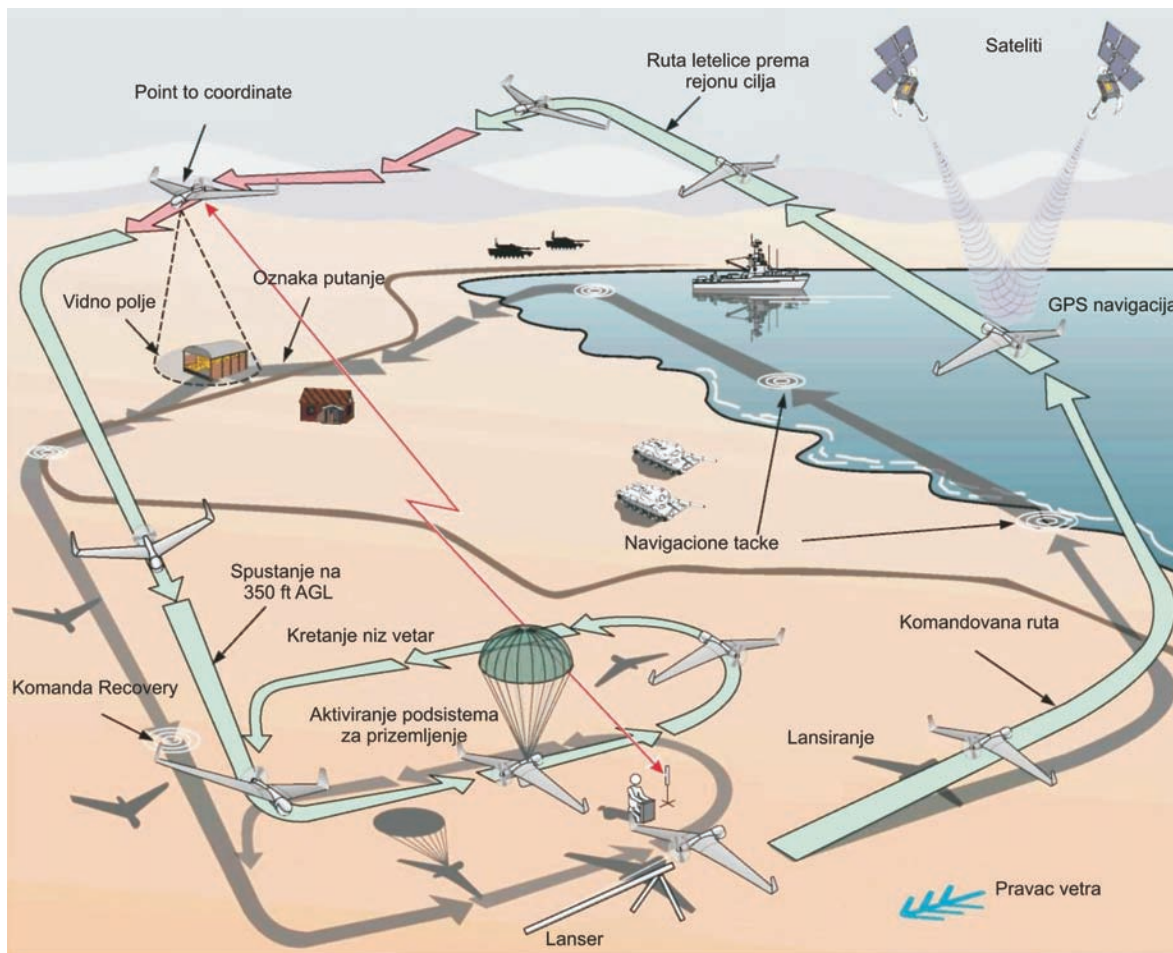 Sateliti
Ruta letelice prema
rejonu cilja
Point to coordinate
Oznaka putanje
Vidno polje
GPS navigacija
Navigacione tacke
Spustanje na
350 ft AGL
Kretanje niz vetar
Komandovana ruta
Komanda Recovery
Aktiviranje podsistema
za prizemljenje
Lansiranje
Pravac vetra
Lanser